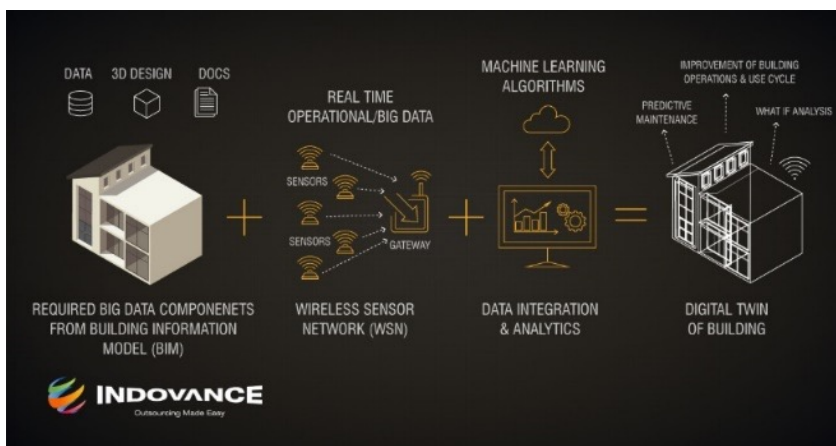 DATA
3D DESIGN
DOCS
REQUIRED BIG DATA COMPONENETS
FROM BUILDING INFORMATION
MODEL (BIM)
REAL TIME
OPERATIONAL/BIG DATA
SENSORS
SENSORS
GATEWAY
WIRELESS SENSOR
NETWORK (WSN)
MACHINE LEARNING
ALGORITHMS
DATA INTEGRATION
& ANALYTICS
IMPROVEMENT OF BUILDING
OPERATIONS & USE CYCLE
PREDICTIVE
MAINTENANCE
WHAT IF ANALYSIS
DIGITAL TWIN
OF BUILDING
INDOVANCE
Outsourcing Made Easy